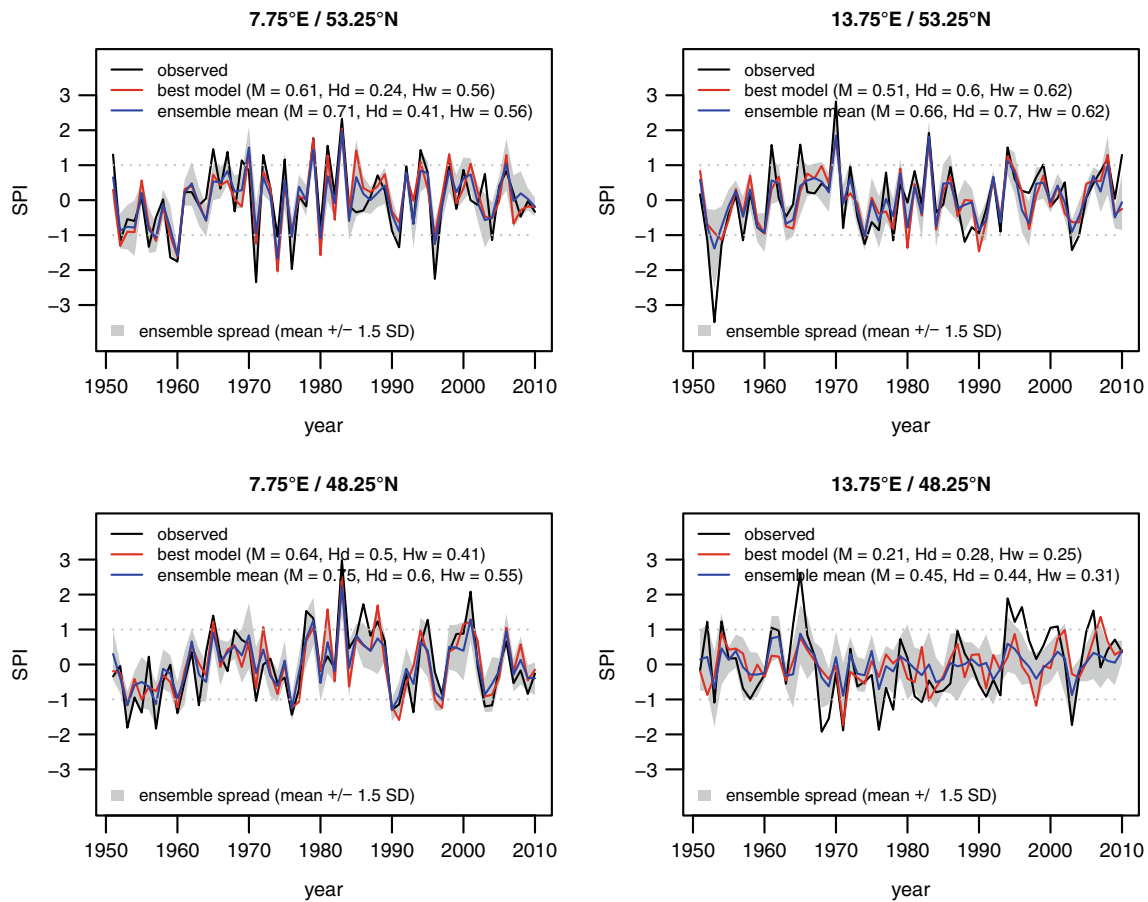 7.75°E / 53.25°N
observed
best model (M = 0.61, Hd = 0.24, Hw = 0.56)
ensemble mean (M = 0.71, Hd = 0.41, Hw = 0.56)
SPI
3
2
1
0
−1
−2
−3
ensemble spread (mean +/− 1.5 SD)
1950 1960 1970 1980 1990 2000 2010
year
13.75°E / 53.25°N
observed
best model (M = 0.51, Hd = 0.6, Hw = 0.62)
ensemble mean (M = 0.66, Hd = 0.7, Hw = 0.62)
SPI
3
2
1
0
−1
−2
−3
ensemble spread (mean +/− 1.5 SD)
1950 1960 1970 1980 1990 2000 2010
year
7.75°E / 48.25°N
observed
best model (M = 0.64, Hd = 0.5, Hw = 0.41)
ensemble mean (M = 0.75, Hd = 0.6, Hw = 0.55)
SPI
3
2
1
0
−1
−2
−3
ensemble spread (mean +/− 1.5 SD)
1950 1960 1970 1980 1990 2000 2010
year
13.75°E / 48.25°N
observed
best model (M = 0.21, Hd = 0.28, Hw = 0.25)
ensemble mean (M = 0.45, Hd = 0.44, Hw = 0.31)
SPI
3
2
1
0
−1
−2
−3
ensemble spread (mean +/ 1.5 SD)
1950 1960 1970 1980 1990 2000 2010
year